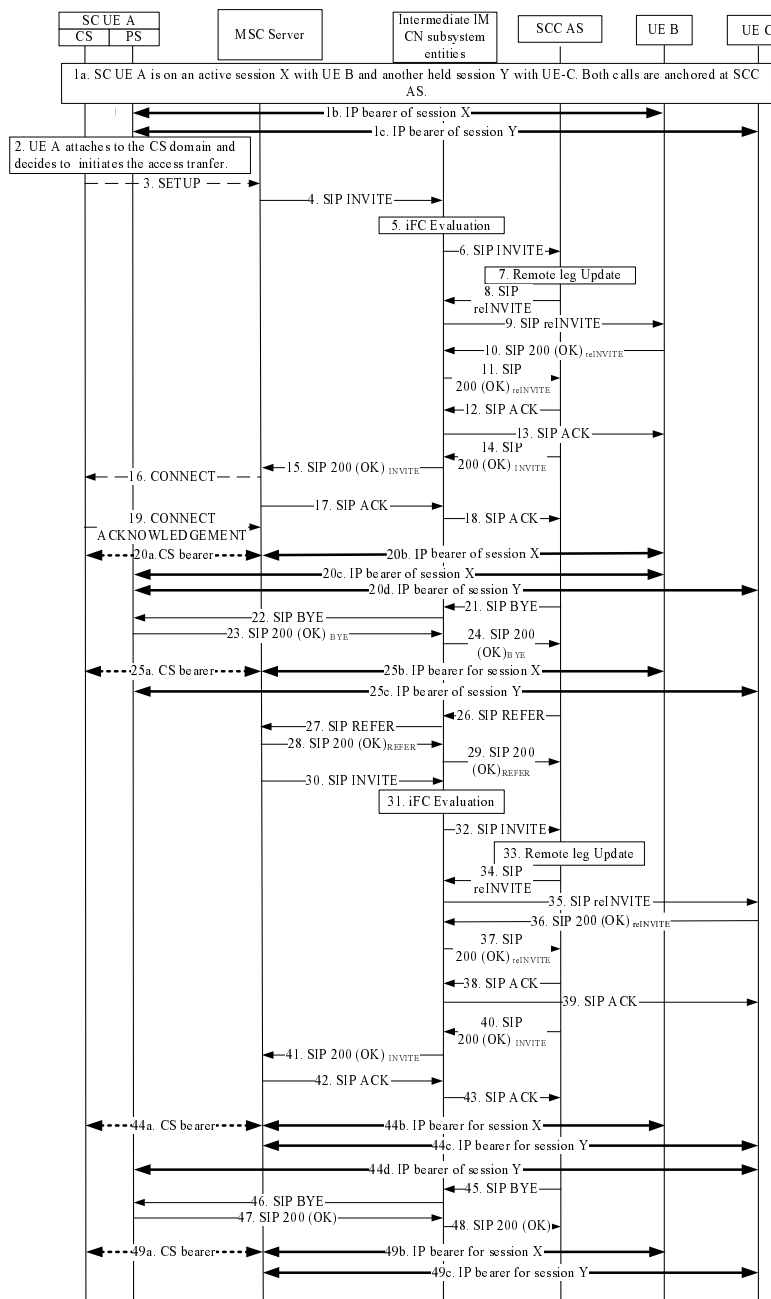 SC UE A
CS
PS
MSC Server
Intermediate IM
CN subsystem
entities
SCC AS
UE B
UE C
1a. SC UE A is on an active session X with UE B and another held session Y with UE-C. Both calls are anchored at SCC
AS.
1b. IP bearer of session X
1c. IP bearer of session Y
2. UE A attaches to the CS domain and
decides to initiates the access tranfer.
3. SETUP
4. SIP INVITE
5. iFC Evaluation
6. SIP INVITE
7. Remote leg Update
8. SIP
reINVITE
9. SIP reINVITE
10. SIP 200 (OK) reINVITE
11. SIP
200 (OK) reINVITE
12. SIP ACK
13. SIP ACK
14. SIP
200 (OK) INVITE
15. SIP 200 (OK) INVITE
16. CONNECT
17. SIP ACK
18. SIP ACK
19. CONNECT
ACKNOWLEDGEMENT
20a. CS bearer
20b. IP bearer of session X
20c. IP bearer of session X
20d. IP bearer of session Y
21. SIP BYE
22. SIP BYE
23. SIP 200 (OK) BYE
24. SIP 200
(OK)BYE
25a. CS bearer
25b. IP bearer for session X
25c. IP bearer of session Y
26. SIP REFER
27. SIP REFER
28. SIP 200 (OK)REFER
29. SIP 200
(OK)REFER
30. SIP INVITE
31. iFC Evaluation
32. SIP INVITE
33. Remote leg Update
34. SIP
reINVITE
35. SIP reINVITE
36. SIP 200 (OK) reINVITE
37. SIP
200 (OK) reINVITE
38. SIP ACK
39. SIP ACK
40. SIP
200 (OK) INVITE
41. SIP 200 (OK) INVITE
42. SIP ACK
43. SIP ACK
44a. CS bearer
44b. IP bearer for session X
44c. IP bearer for session Y
44d. IP bearer of session Y
45. SIP BYE
46. SIP BYE
47. SIP 200 (OK)
48. SIP 200 (OK)
49a. CS bearer
49b. IP bearer for session X
49c. IP bearer for session Y